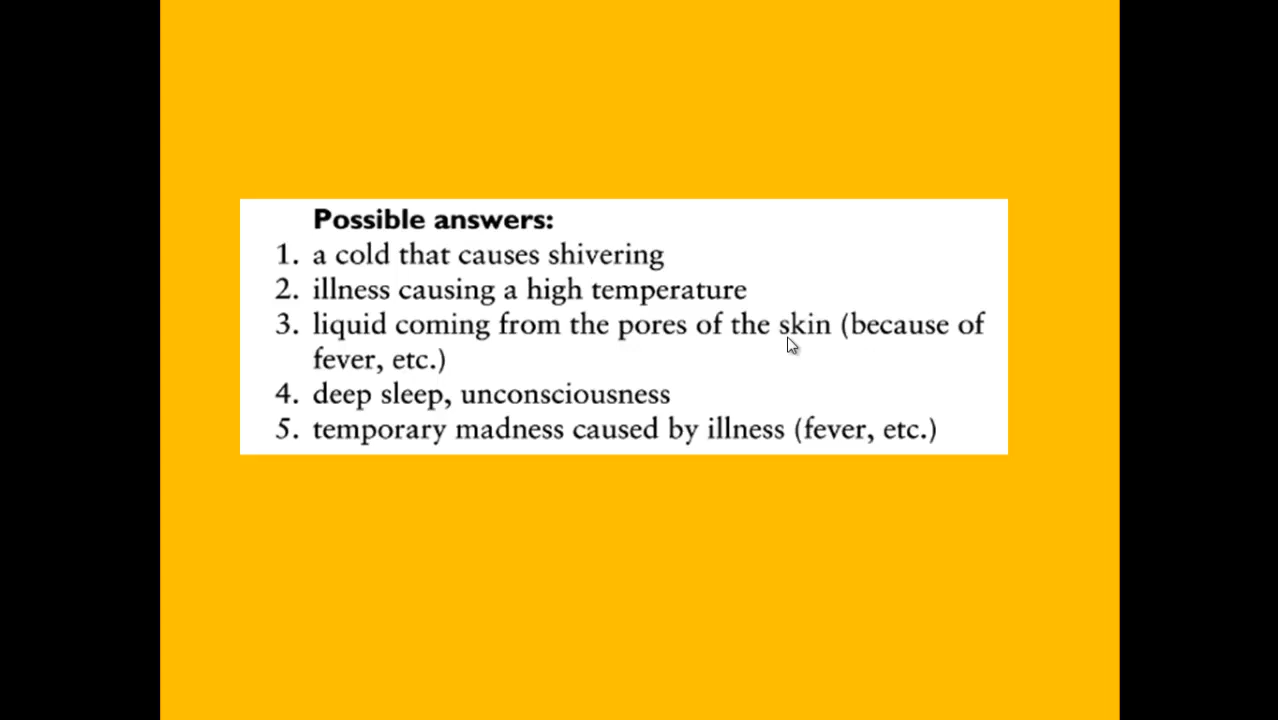 Possible answers:
1. a cold that causes shivering
2. illness causing a high temperature
3. liquid coming from the pores of the skin (because of
fever, etc.)
4. deep sleep, unconsciousness
5. temporary madness caused by illness (fever, etc.)